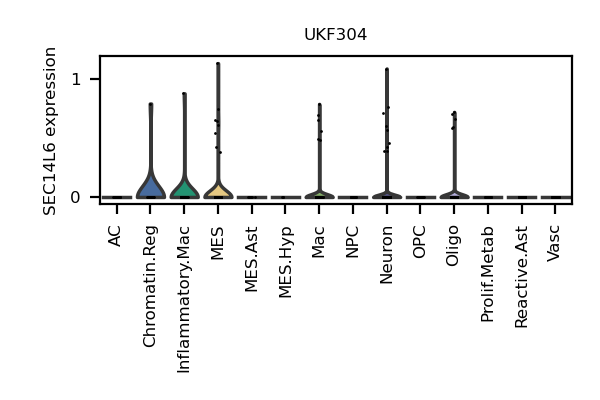 UKF304
SEC14L6 expression
1
0
AC
Chromatin.Reg
Inflammatory.Mac
MES
MES.Ast
MES.Hyp
Mac
NPC
Neuron
OPC
Oligo
Prolif.Metab
Reactive.Ast
Vasc